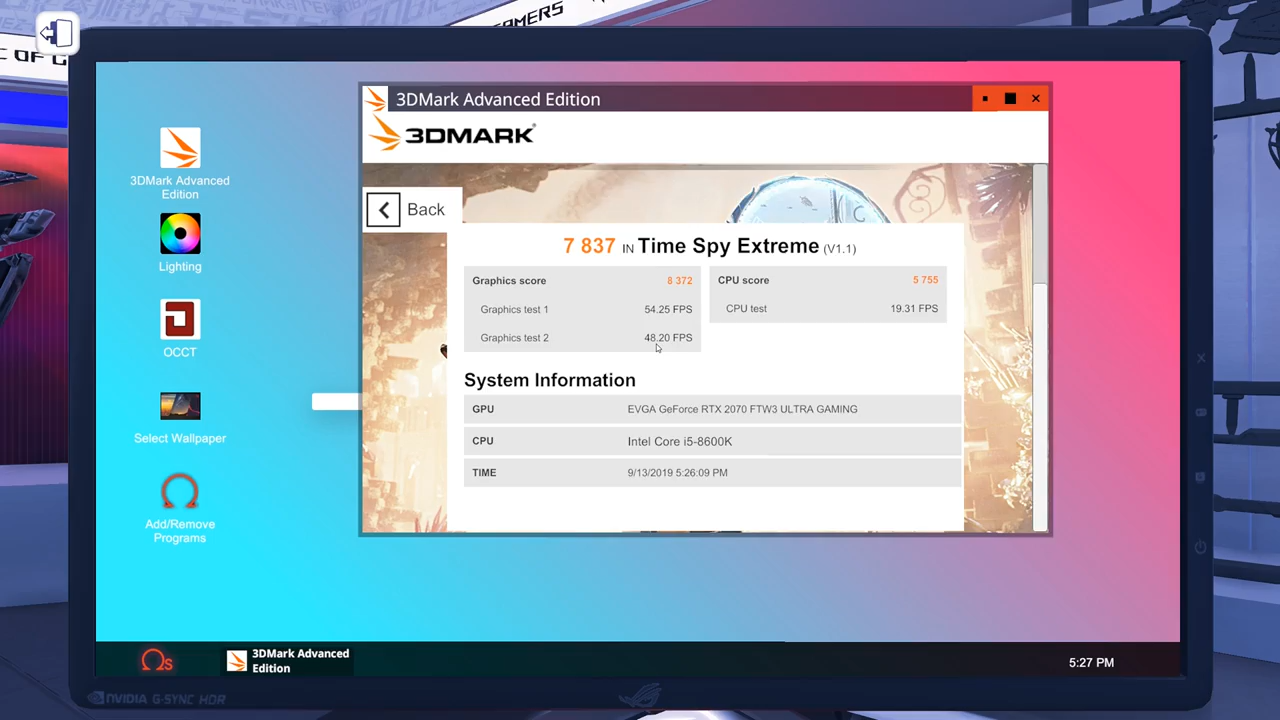 GAMERS
C OF G
3DMark Advanced Edition
3DMARK
Back
7 837 IN Time Spy Extreme (V1.1)
Graphics score 8 372
Graphics test 1 54.25 FPS
Graphics test 2 48.20 FPS
CPU score 5 755
CPU test 19.31 FPS
System Information
GPU EVGA GeForce RTX 2070 FTW3 ULTRA GAMING
CPU Intel Core i5-8600K
TIME 9/13/2019 5:26:09 PM
3DMark Advanced
Edition
Lighting
OCCT
Select Wallpaper
Add/Remove
Programs
Ωs
3DMark Advanced
Edition
5:27 PM
NVIDIA G-SYNC HDR